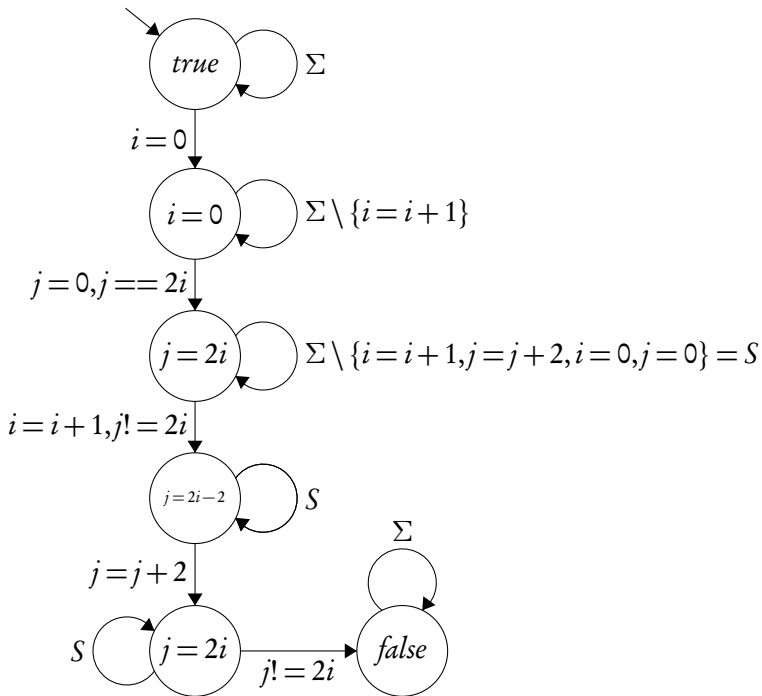 true
Σ
i = 0
i = 0
Σ \ {i = i + 1}
j = 0, j == 2i
j = 2i
Σ \ {i = i + 1, j = j + 2, i = 0, j = 0} = S
i = i + 1, j! = 2i
j = 2i − 2
S
Σ
j = j + 2
S
j = 2i
j! = 2i
false